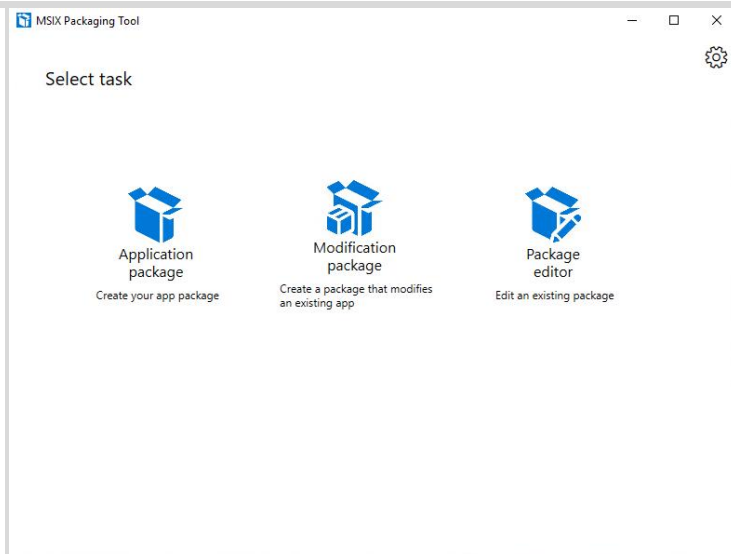 MSIX Packaging Tool
Select task
Application
package
Create your app package
Modification
package
Create a package that modifies
an existing app
Package
editor
Edit an existing package